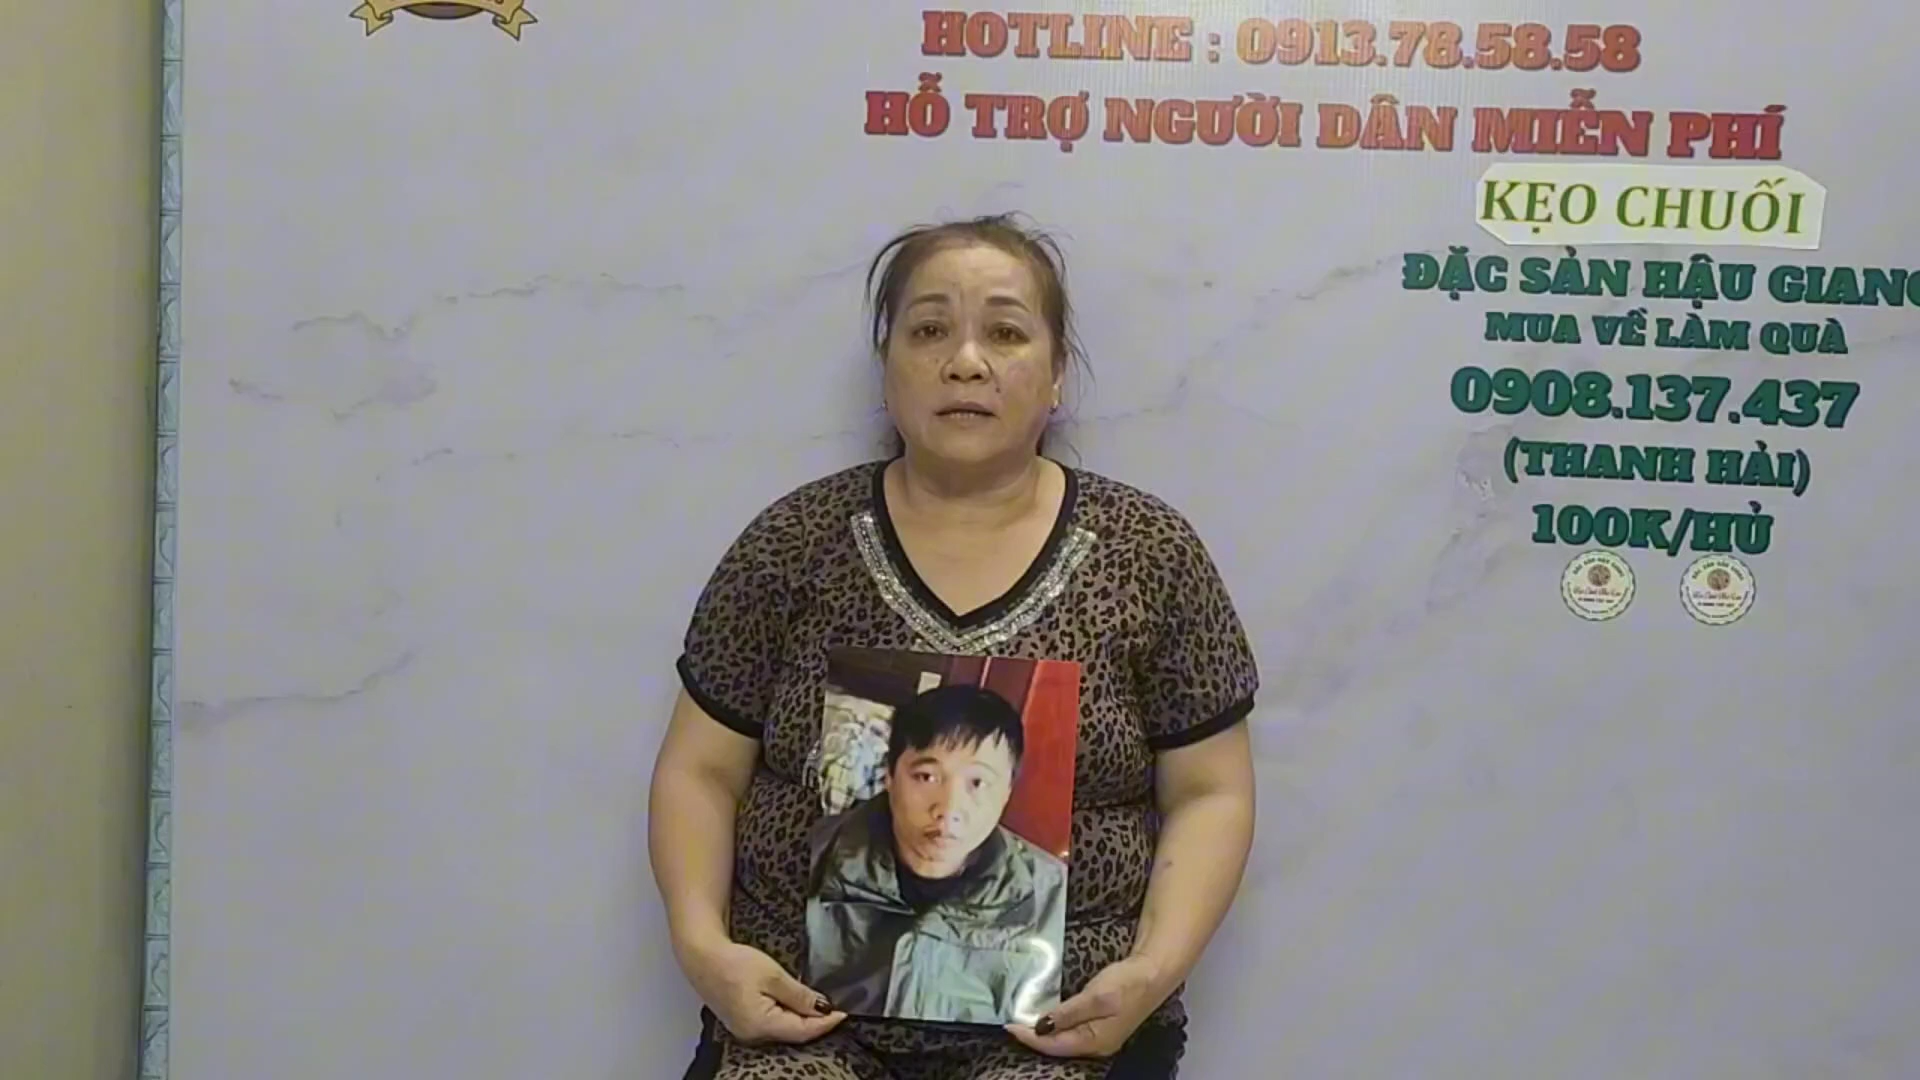 HOTLINE : 0913.78.58.58
HỖ TRỢ NGƯỜI DÂN MIỄN PHÍ
KẸO CHUỐI
ĐẶC SẢN HẬU GIANG
MUA VỀ LÀM QUÀ
0908.137.437
(THANH HẢI)
100K/HỦ